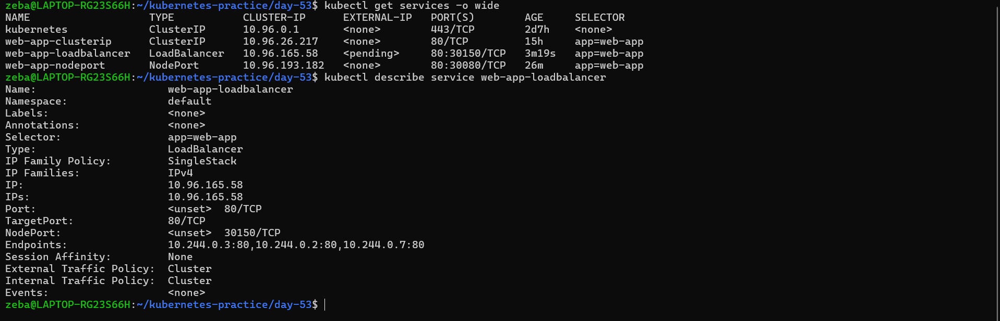 zeba@LAPTOP-RG23S66H:~/kubernetes-practice/day-53$ kubectl get services -o wide
NAME                   TYPE           CLUSTER-IP      EXTERNAL-IP   PORT(S)        AGE     SELECTOR
kubernetes             ClusterIP      10.96.0.1       <none>        443/TCP        2d7h    <none>
web-app-clusterip      ClusterIP      10.96.26.217    <none>        80/TCP         15h     app=web-app
web-app-loadbalancer   LoadBalancer   10.96.165.58    <pending>     80:30150/TCP   3m19s   app=web-app
web-app-nodeport       NodePort       10.96.193.182   <none>        80:30080/TCP   26m     app=web-app
zeba@LAPTOP-RG23S66H:~/kubernetes-practice/day-53$ kubectl describe service web-app-loadbalancer
Name:                     web-app-loadbalancer
Namespace:                default
Labels:                   <none>
Annotations:              <none>
Selector:                 app=web-app
Type:                     LoadBalancer
IP Family Policy:         SingleStack
IP Families:              IPv4
IP:                       10.96.165.58
IPs:                      10.96.165.58
Port:                     <unset>  80/TCP
TargetPort:               80/TCP
NodePort:                 <unset>  30150/TCP
Endpoints:                10.244.0.3:80,10.244.0.2:80,10.244.0.7:80
Session Affinity:         None
External Traffic Policy:  Cluster
Internal Traffic Policy:  Cluster
Events:                   <none>
zeba@LAPTOP-RG23S66H:~/kubernetes-practice/day-53$